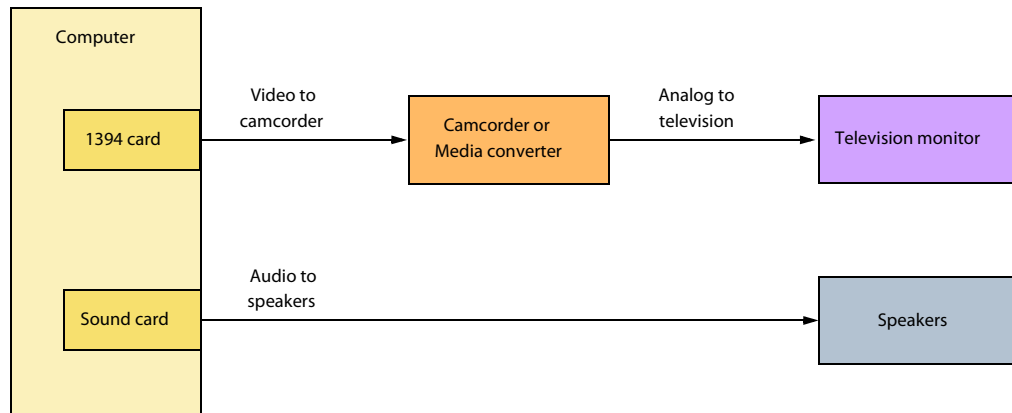 Computer
Video to
camcorder
Analog to
television
1394 card
Camcorder or
Media converter
Television monitor
Audio to
speakers
Sound card
Speakers